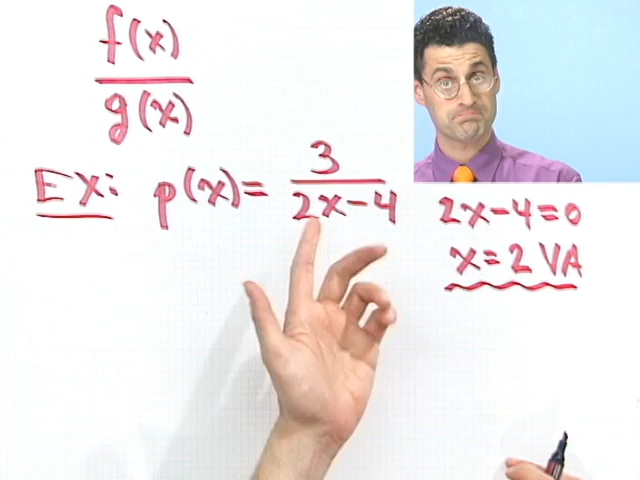 f(x)
g(x)
EX: p(x)= 3
2x-4
2x-4=0
x=2 VA